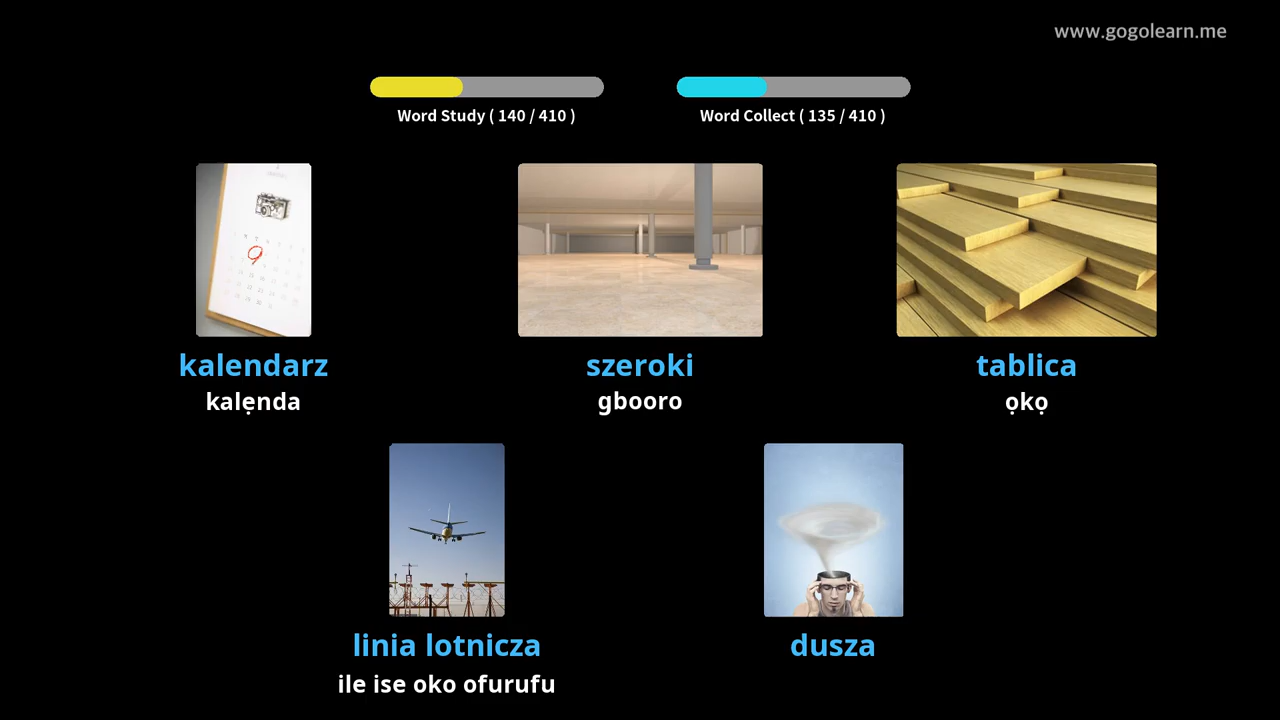 www.gogolearn.me
Word Study ( 140 / 410 )
Word Collect ( 135 / 410 )
kalendarz
kalẹnda
szeroki
gbooro
tablica
ọkọ
linia lotnicza
ile ise oko ofurufu
dusza